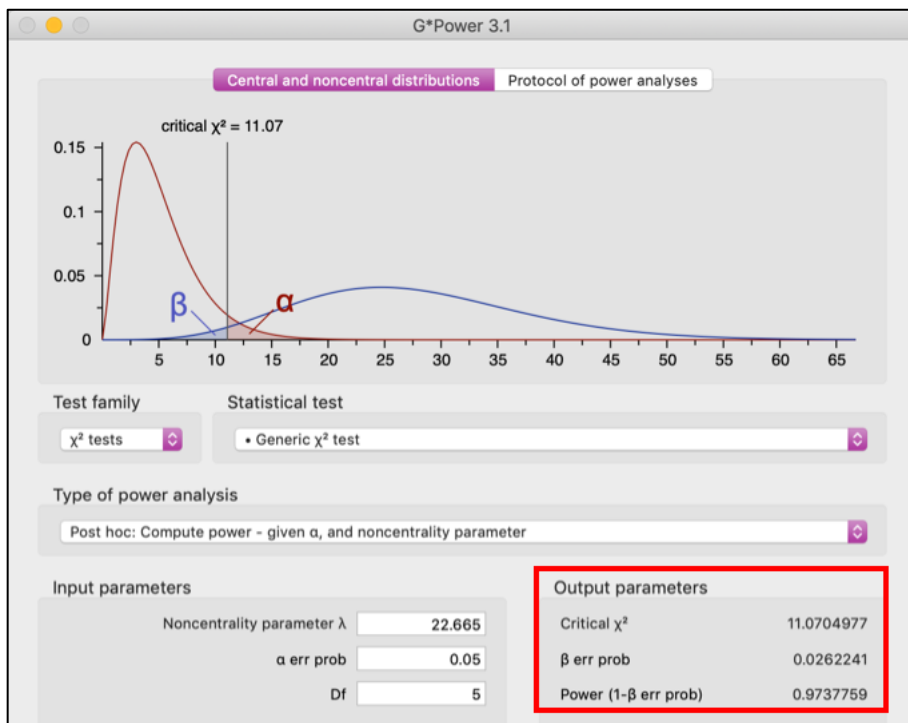 G*Power 3.1
Central and noncentral distributions Protocol of power analyses
critical χ² = 11.07
0.15
0.1
0.05
0
β
α
5 10 15 20 25 30 35 40 45 50 55 60 65
Test family Statistical test
χ² tests • Generic χ² test
Type of power analysis
Post hoc: Compute power - given α, and noncentrality parameter
Input parameters
Noncentrality parameter λ 22.665
α err prob 0.05
Df 5
Output parameters
Critical χ² 11.0704977
β err prob 0.0262241
Power (1-β err prob) 0.9737759